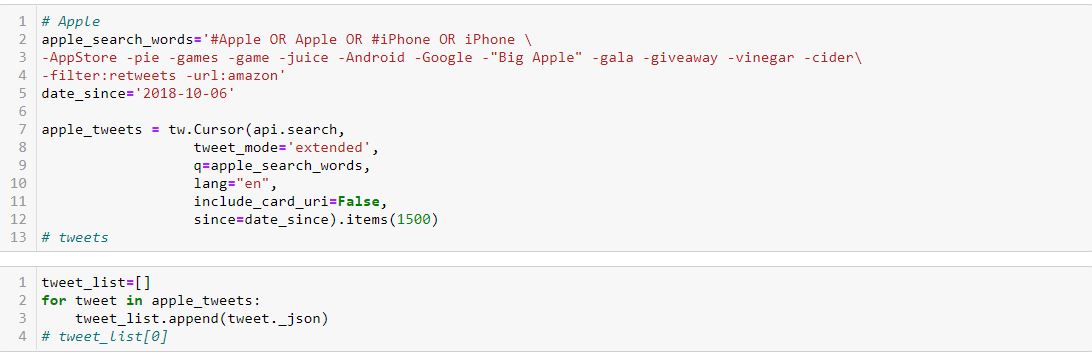 1 # Apple
2 apple_search_words='#Apple OR Apple OR #iPhone OR iPhone \
3 -AppStore -pie -games -game -juice -Android -Google -"Big Apple" -gala -giveaway -vinegar -cider\
4 -filter:retweets -url:amazon'
5 date_since='2018-10-06'
6
7 apple_tweets = tw.Cursor(api.search,
8 tweet_mode='extended',
9 q=apple_search_words,
10 lang="en",
11 include_card_uri=False,
12 since=date_since).items(1500)
13 # tweets
1 tweet_list=[]
2 for tweet in apple_tweets:
3 tweet_list.append(tweet._json)
4 # tweet_list[0]